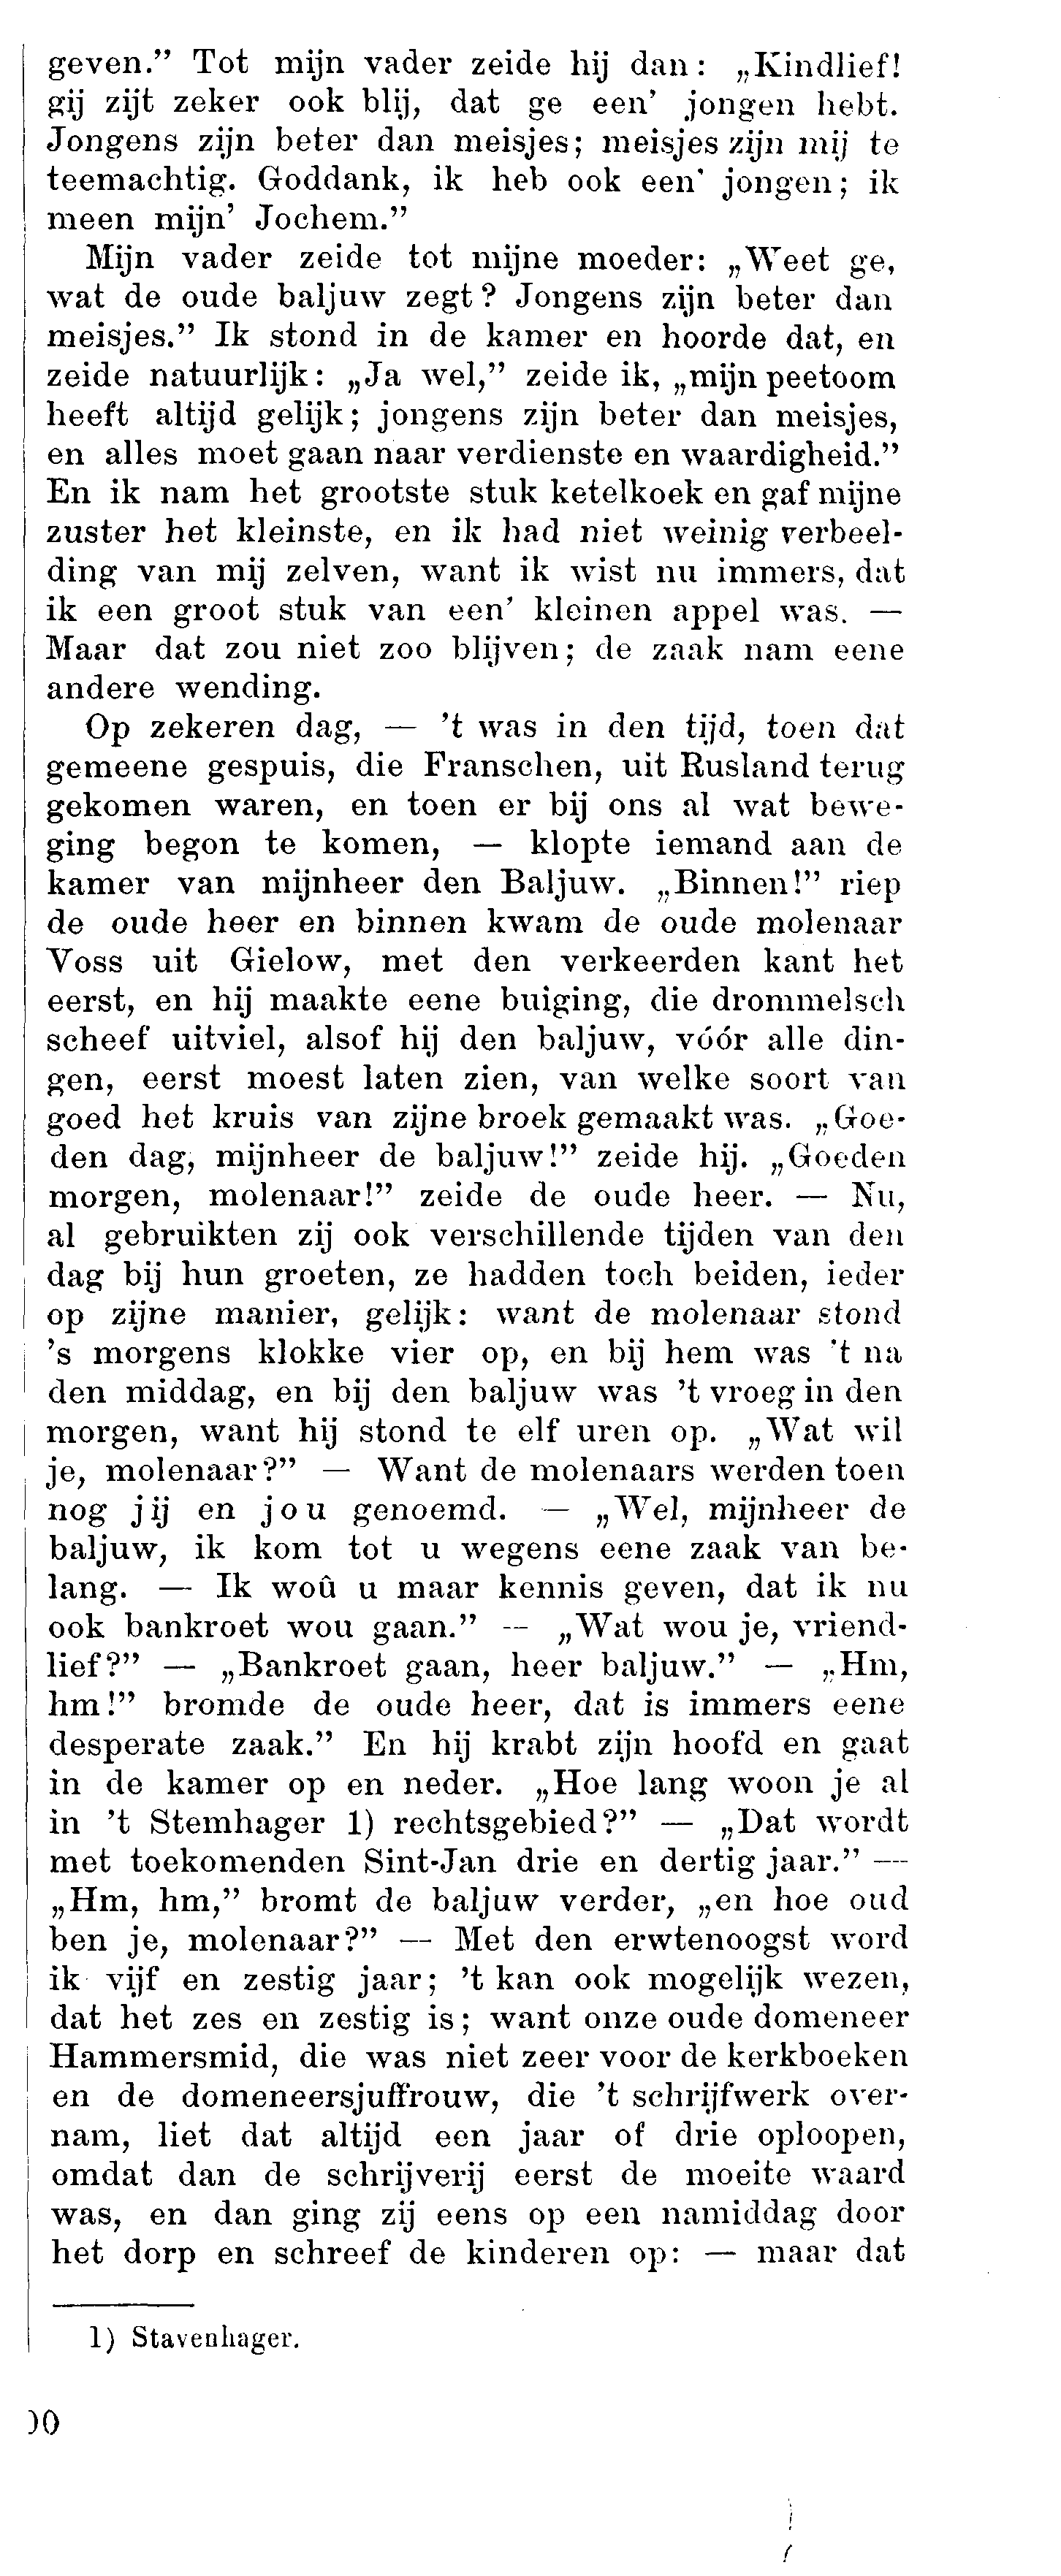 geven.” Tot mijn vader zeide hij dan: „Kindlief!
gij zijt zeker ook blij, dat ge een’ jongen hebt.
Jongens zijn beter dan meisjes; meisjes zijn mij te
teemachtig. Goddank, ik heb ook een’ jongen; ik
meen mijn’ Jochem.”
Mijn vader zeide tot mijne moeder: „Weet ge,
wat de oude baljuw zegt? Jongens zijn beter dan
meisjes.” Ik stond in de kamer en hoorde dat, en
zeide natuurlijk: „Ja wel,” zeide ik, „mijn peetoom
heeft altijd gelijk; jongens zijn beter dan meisjes,
en alles moet gaan naar verdienste en waardigheid.”
En ik nam het grootste stuk ketelkoek en gaf mijne
zuster het kleinste, en ik had niet weinig verbeel-
ding van mij zelven, want ik wist nu immers, dat
ik een groot stuk van een’ kleinen appel was. —
Maar dat zou niet zoo blijven; de zaak nam eene
andere wending.
Op zekeren dag, — ’t was in den tijd, toen dat
gemeene gespuis, die Franschen, uit Rusland terug
gekomen waren, en toen er bij ons al wat bewe-
ging begon te komen, — klopte iemand aan de
kamer van mijnheer den Baljuw. „Binnen!” riep
de oude heer en binnen kwam de oude molenaar
Voss uit Gielow, met den verkeerden kant het
eerst, en hij maakte eene buiging, die drommelsch
scheef uitviel, alsof hij den baljuw, vóór alle din-
gen, eerst moest laten zien, van welke soort van
goed het kruis van zijne broek gemaakt was. „Goe-
den dag, mijnheer de baljuw!” zeide hij. „Goeden
morgen, molenaar!” zeide de oude heer. — Nu,
al gebruikten zij ook verschillende tijden van den
dag bij hun groeten, ze hadden toch beiden, ieder
op zijne manier, gelijk: want de molenaar stond
’s morgens klokke vier op, en bij hem was ’t na
den middag, en bij den baljuw was ’t vroeg in den
morgen, want hij stond te elf uren op. „Wat wil
je, molenaar?” — Want de molenaars werden toen
nog jij en jou genoemd. — „Wel, mijnheer de
baljuw, ik kom tot u wegens eene zaak van be-
lang. — Ik woû u maar kennis geven, dat ik nu
ook bankroet wou gaan.” — „Wat wou je, vriend-
lief?” — „Bankroet gaan, heer baljuw.” — „Hm,
hm!” bromde de oude heer, dat is immers eene
desperate zaak.” En hij krabt zijn hoofd en gaat
in de kamer op en neder. „Hoe lang woon je al
in ’t Stemhager 1) rechtsgebied?” — „Dat wordt
met toekomenden Sint-Jan drie en dertig jaar.” —
„Hm, hm,” bromt de baljuw verder, „en hoe oud
ben je, molenaar?” — Met den erwtenoogst word
ik vijf en zestig jaar; ’t kan ook mogelijk wezen,
dat het zes en zestig is; want onze oude domeneer
Hammersmid, die was niet zeer voor de kerkboeken
en de domeneersjuffrouw, die ’t schrijfwerk over-
nam, liet dat altijd een jaar of drie oploopen,
omdat dan de schrijverij eerst de moeite waard
was, en dan ging zij eens op een namiddag door
het dorp en schreef de kinderen op: — maar dat
1) Stavenhager.